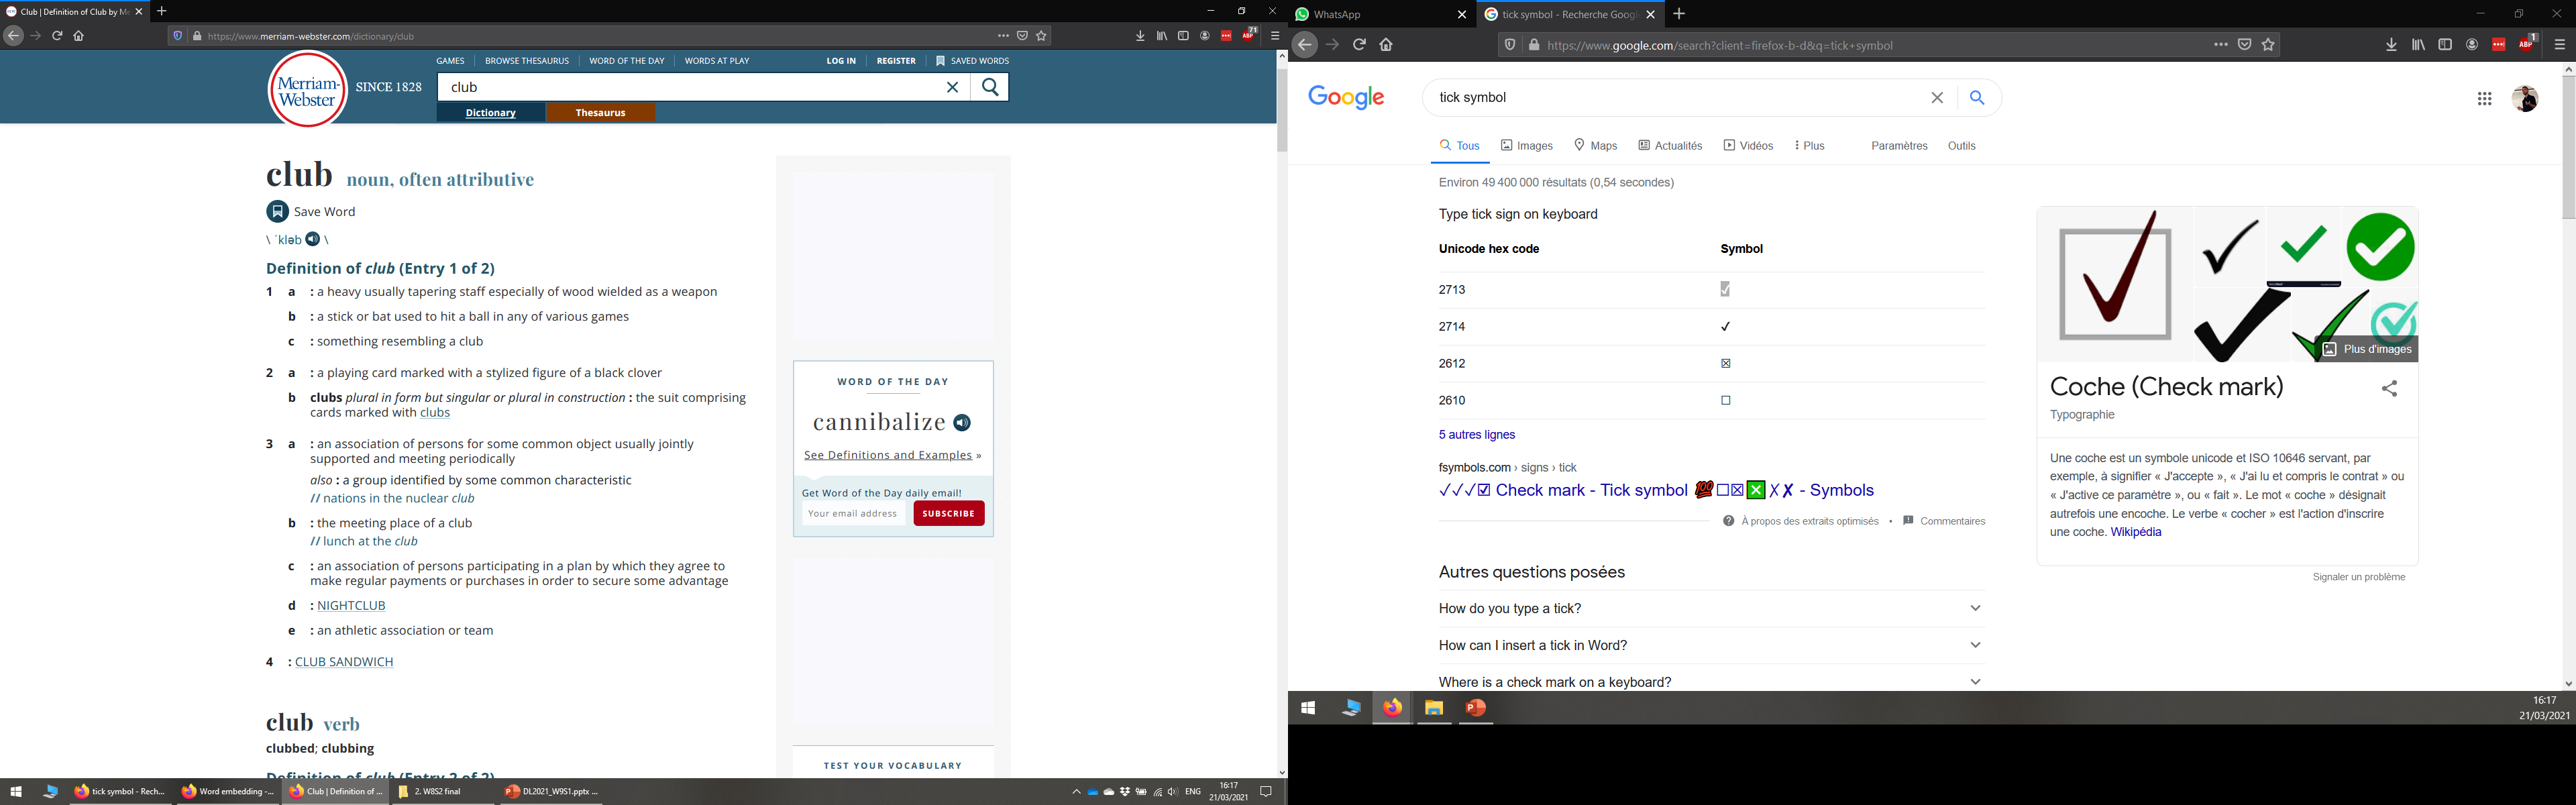 Club | Definition of Club by Me
https://www.merriam-webster.com/dictionary/club
71
Merriam-
Webster
SINCE 1828
GAMES
BROWSE THESAURUS
WORD OF THE DAY
WORDS AT PLAY
LOG IN
REGISTER
SAVED WORDS
club
Dictionary
Thesaurus
club noun, often attributive
Save Word
\ ˈkləb \
Definition of club (Entry 1 of 2)
1 a : a heavy usually tapering staff especially of wood wielded as a weapon
b : a stick or bat used to hit a ball in any of various games
c : something resembling a club
2 a : a playing card marked with a stylized figure of a black clover
b clubs plural in form but singular or plural in construction : the suit comprising
cards marked with clubs
3 a : an association of persons for some common object usually jointly
supported and meeting periodically
also : a group identified by some common characteristic
// nations in the nuclear club
b : the meeting place of a club
// lunch at the club
c : an association of persons participating in a plan by which they agree to
make regular payments or purchases in order to secure some advantage
d : NIGHTCLUB
e : an athletic association or team
4 : CLUB SANDWICH
club verb
clubbed; clubbing
Definition of club (Entry 2 of 2)
WORD OF THE DAY
cannibalize
See Definitions and Examples »
Get Word of the Day daily email!
Your email address
SUBSCRIBE
TEST YOUR VOCABULARY
tick symbol - Rech...
Word embedding -...
Club | Definition of ...
2. W8S2 final
DL2021_W9S1.pptx ...
ENG
16:17
21/03/2021
WhatsApp
tick symbol - Recherche Googl
https://www.google.com/search?client=firefox-b-d&q=tick+symbol
ABP
1
Google
tick symbol
Tous
Images
Maps
Actualités
Vidéos
Plus
Paramètres
Outils
Environ 49 400 000 résultats (0,54 secondes)
Type tick sign on keyboard
Unicode hex code Symbol
2713 ✓
2714 ✔
2612 ☒
2610 ☐
5 autres lignes
fsymbols.com › signs › tick
✓✓✓☑ Check mark - Tick symbol 💯☐☒❎✗✘ - Symbols
À propos des extraits optimisés • Commentaires
Autres questions posées
How do you type a tick?
How can I insert a tick in Word?
Where is a check mark on a keyboard?
Plus d'images
Coche (Check mark)
Typographie
Une coche est un symbole unicode et ISO 10646 servant, par
exemple, à signifier « J'accepte », « J'ai lu et compris le contrat » ou
« J'active ce paramètre », ou « fait ». Le mot « coche » désignait
autrefois une encoche. Le verbe « cocher » est l'action d'inscrire
une coche. Wikipédia
Signaler un problème
16:17
21/03/2021